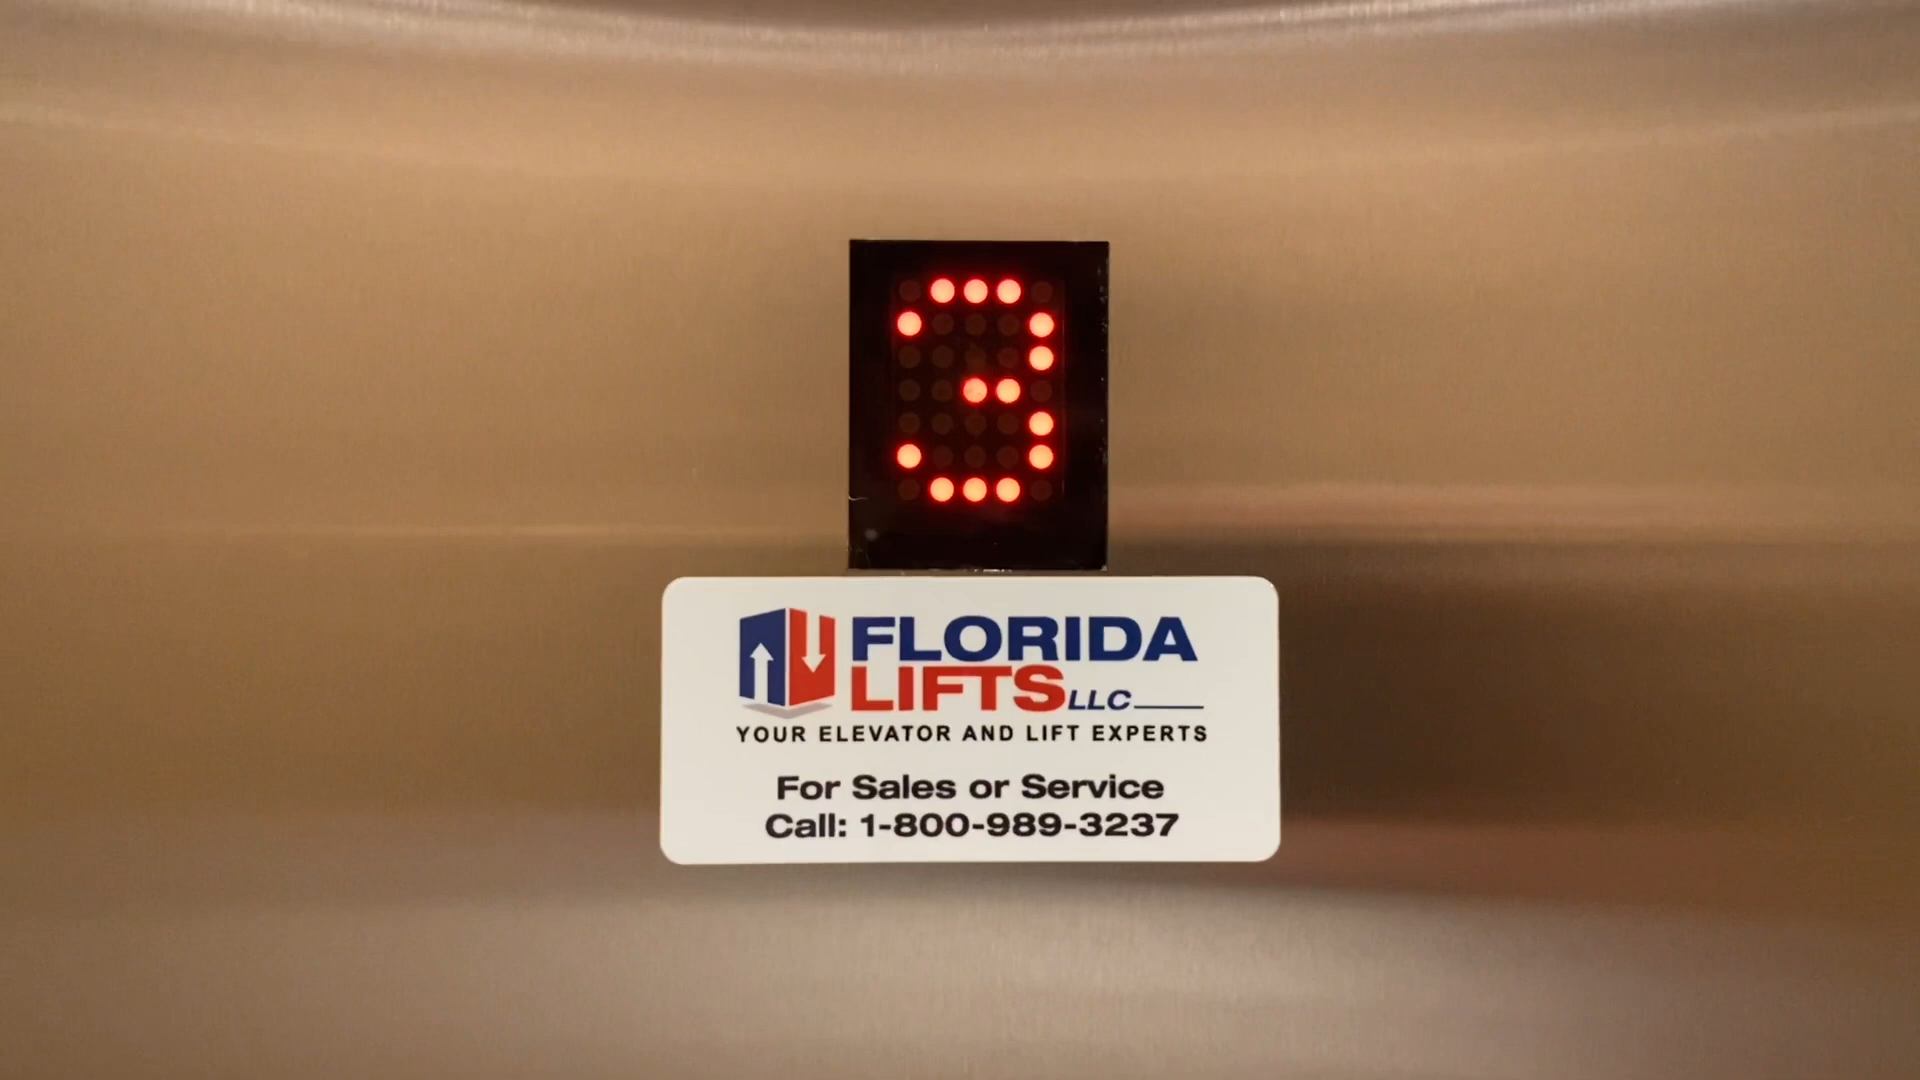 3
FLORIDA
LIFTS LLC
YOUR ELEVATOR AND LIFT EXPERTS
For Sales or Service
Call: 1-800-989-3237